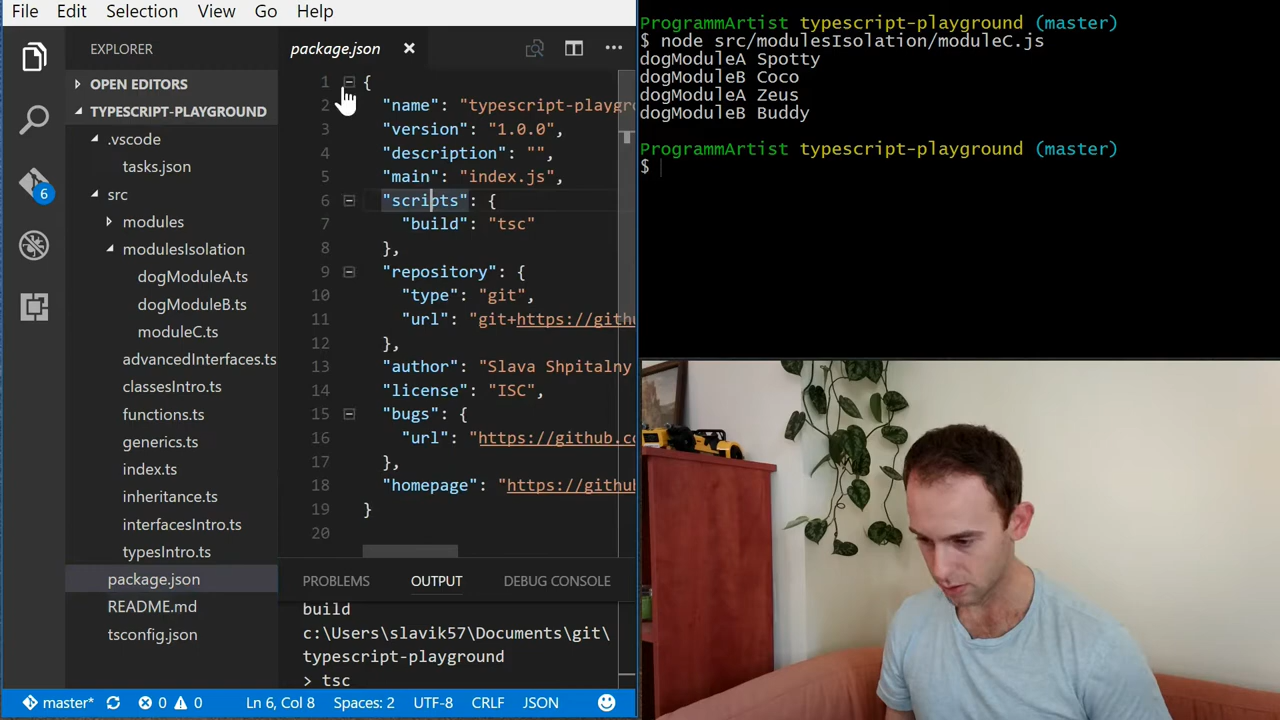 File Edit Selection View Go Help
EXPLORER
OPEN EDITORS
TYPESCRIPT-PLAYGROUND
.vscode
tasks.json
src
modules
modulesIsolation
dogModuleA.ts
dogModuleB.ts
moduleC.ts
advancedInterfaces.ts
classesIntro.ts
functions.ts
generics.ts
index.ts
inheritance.ts
interfacesIntro.ts
typesIntro.ts
package.json
README.md
tsconfig.json
6
package.json
1 {
2 "name": "typescript-playgro
3 "version": "1.0.0",
4 "description": "",
5 "main": "index.js",
6 "scripts": {
7 "build": "tsc"
8 },
9 "repository": {
10 "type": "git",
11 "url": "git+https://gith
12 },
13 "author": "Slava Shpitalny
14 "license": "ISC",
15 "bugs": {
16 "url": "https://github.co
17 },
18 "homepage": "https://github
19 }
20
PROBLEMS OUTPUT DEBUG CONSOLE
build
c:\Users\slavik57\Documents\git\
typescript-playground
> tsc
master* 0 0 Ln 6, Col 8 Spaces: 2 UTF-8 CRLF JSON
ProgrammArtist typescript-playground (master)
$ node src/modulesIsolation/moduleC.js
dogModuleA Spotty
dogModuleB Coco
dogModuleA Zeus
dogModuleB Buddy
ProgrammArtist typescript-playground (master)
$